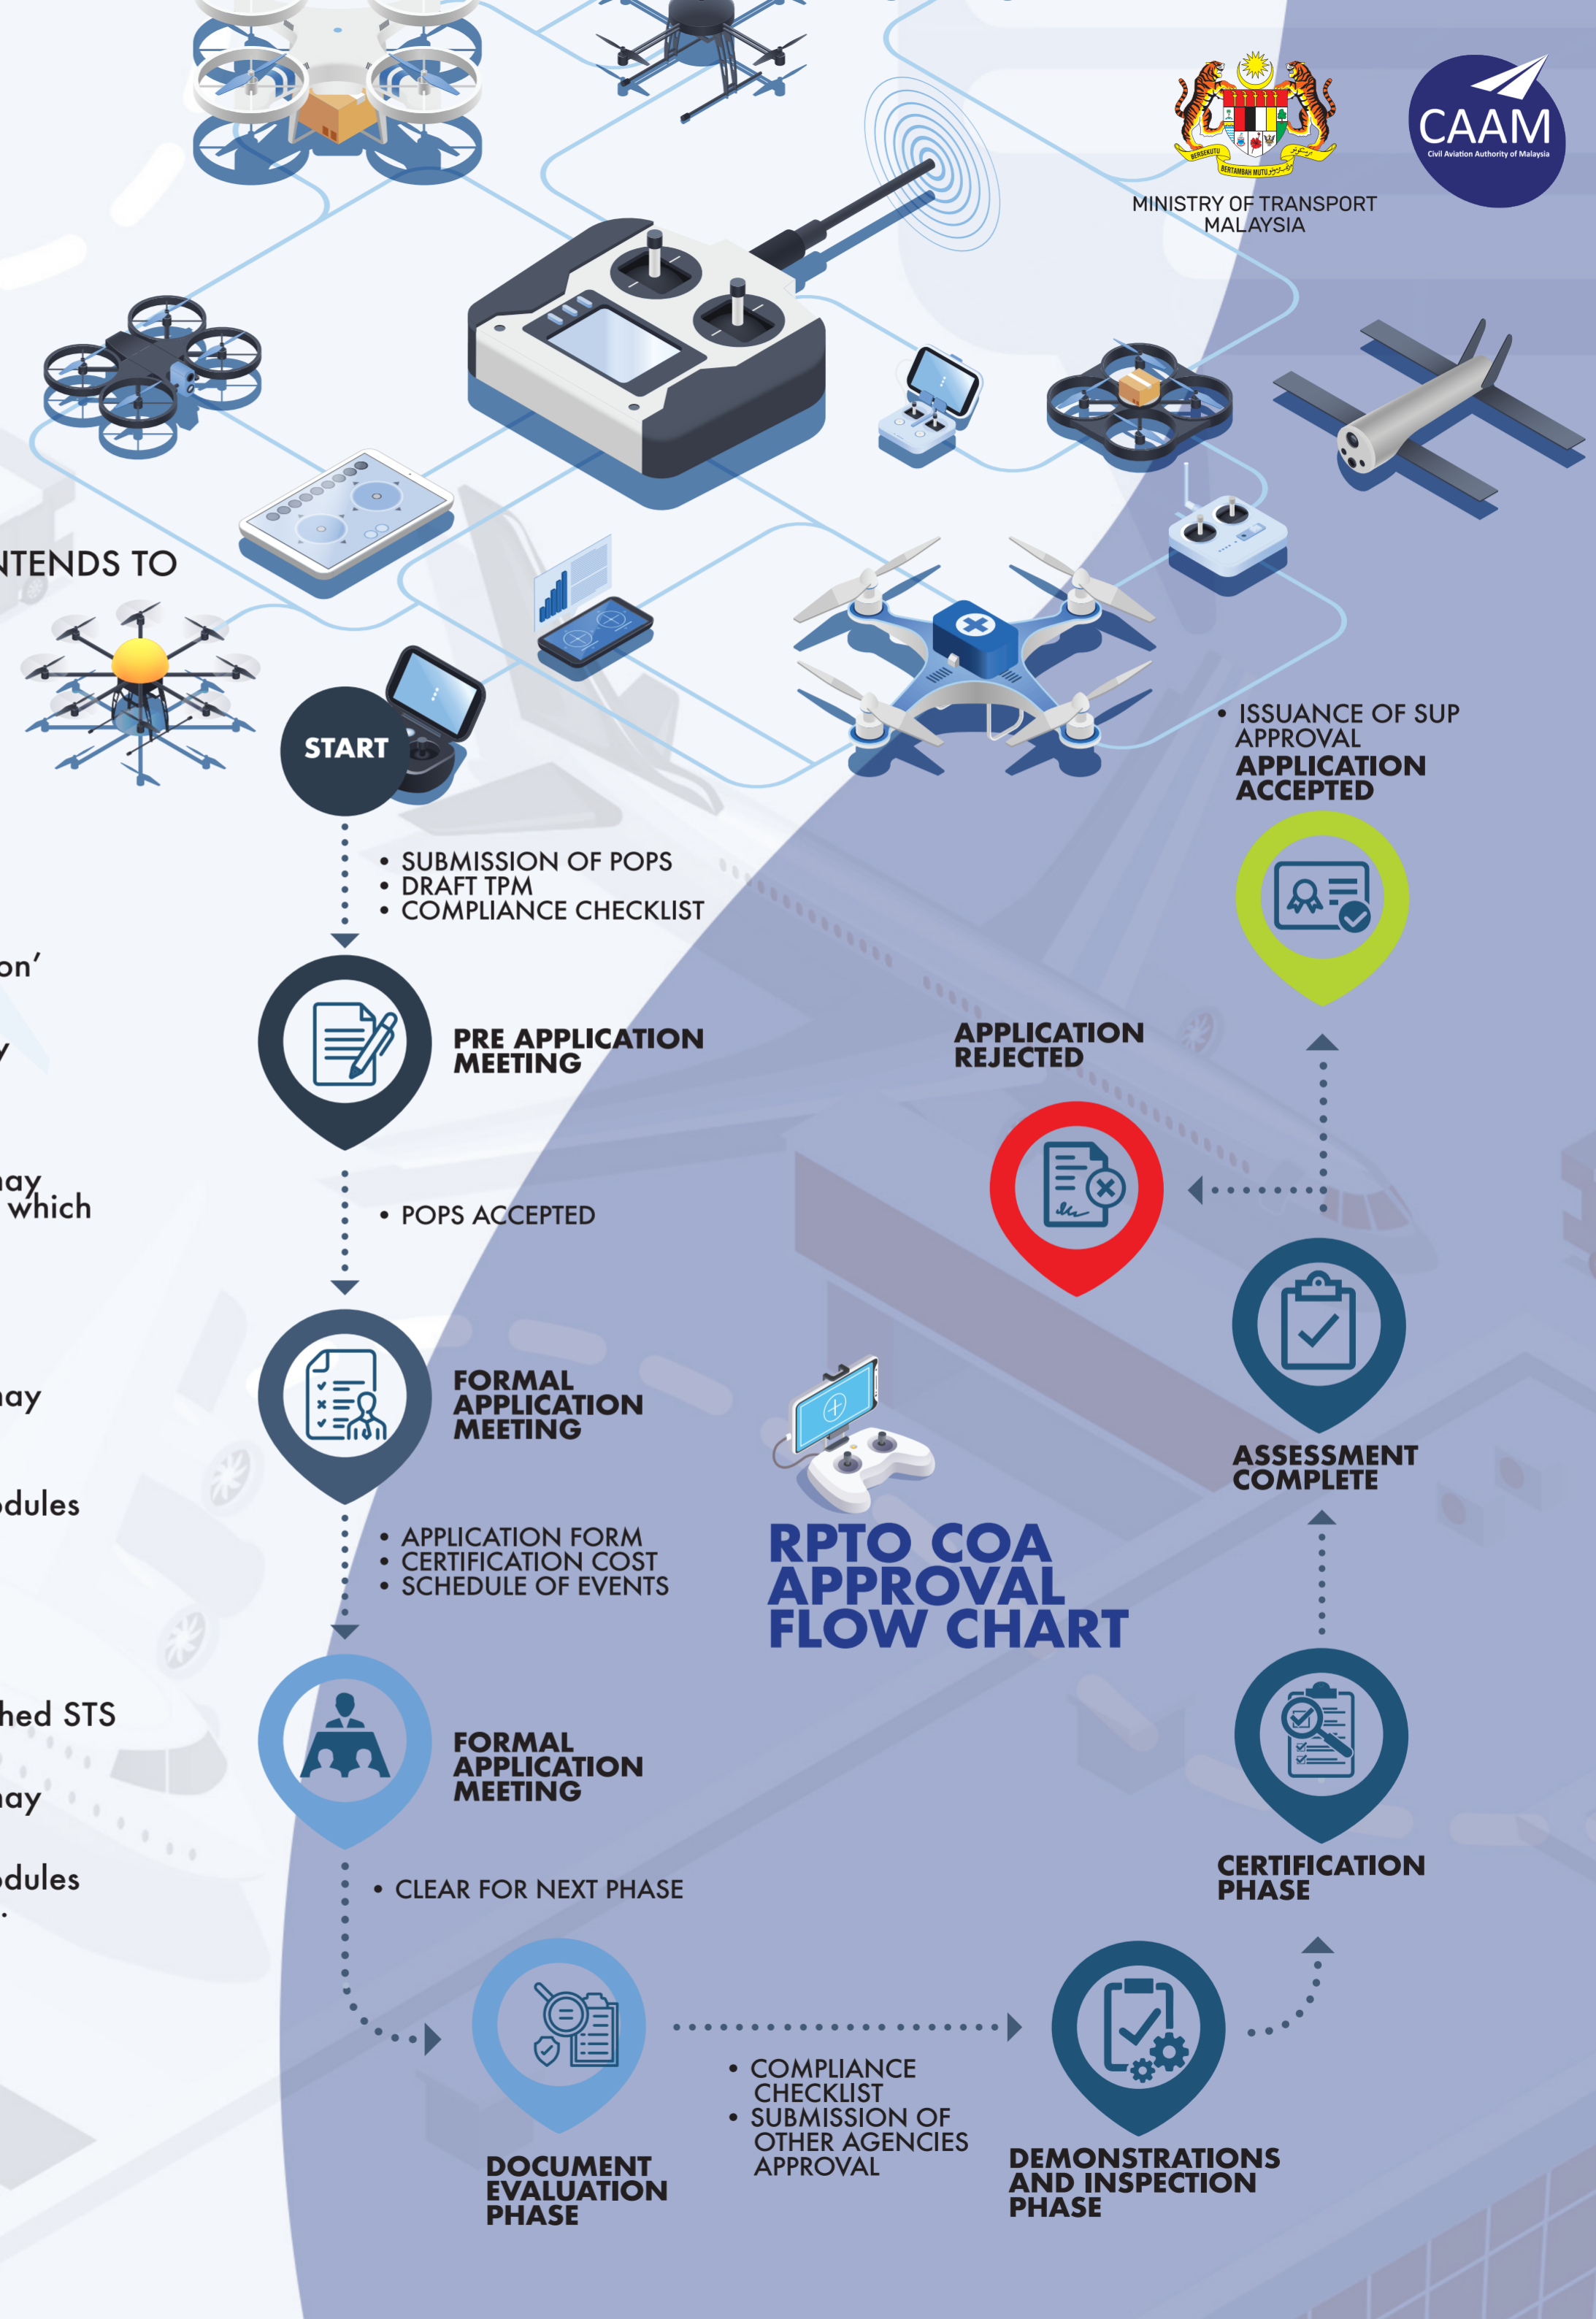 BERSEKUTU
BERTAMBAH MUTU
MINISTRY OF TRANSPORT
MALAYSIA
CAAM
Civil Aviation Authority of Malaysia
NTENDS TO
START
• SUBMISSION OF POPS
• DRAFT TPM
• COMPLIANCE CHECKLIST
on’
y
PRE APPLICATION
MEETING
ay
which
• POPS ACCEPTED
FORMAL
APPLICATION
MEETING
ay
dules
• APPLICATION FORM
• CERTIFICATION COST
• SCHEDULE OF EVENTS
hed STS
FORMAL
APPLICATION
MEETING
ay
dules
.
• CLEAR FOR NEXT PHASE
DOCUMENT
EVALUATION
PHASE
• COMPLIANCE
CHECKLIST
• SUBMISSION OF
OTHER AGENCIES
APPROVAL
DEMONSTRATIONS
AND INSPECTION
PHASE
CERTIFICATION
PHASE
ASSESSMENT
COMPLETE
APPLICATION
REJECTED
• ISSUANCE OF SUP
APPROVAL
APPLICATION
ACCEPTED
RPTO COA
APPROVAL
FLOW CHART